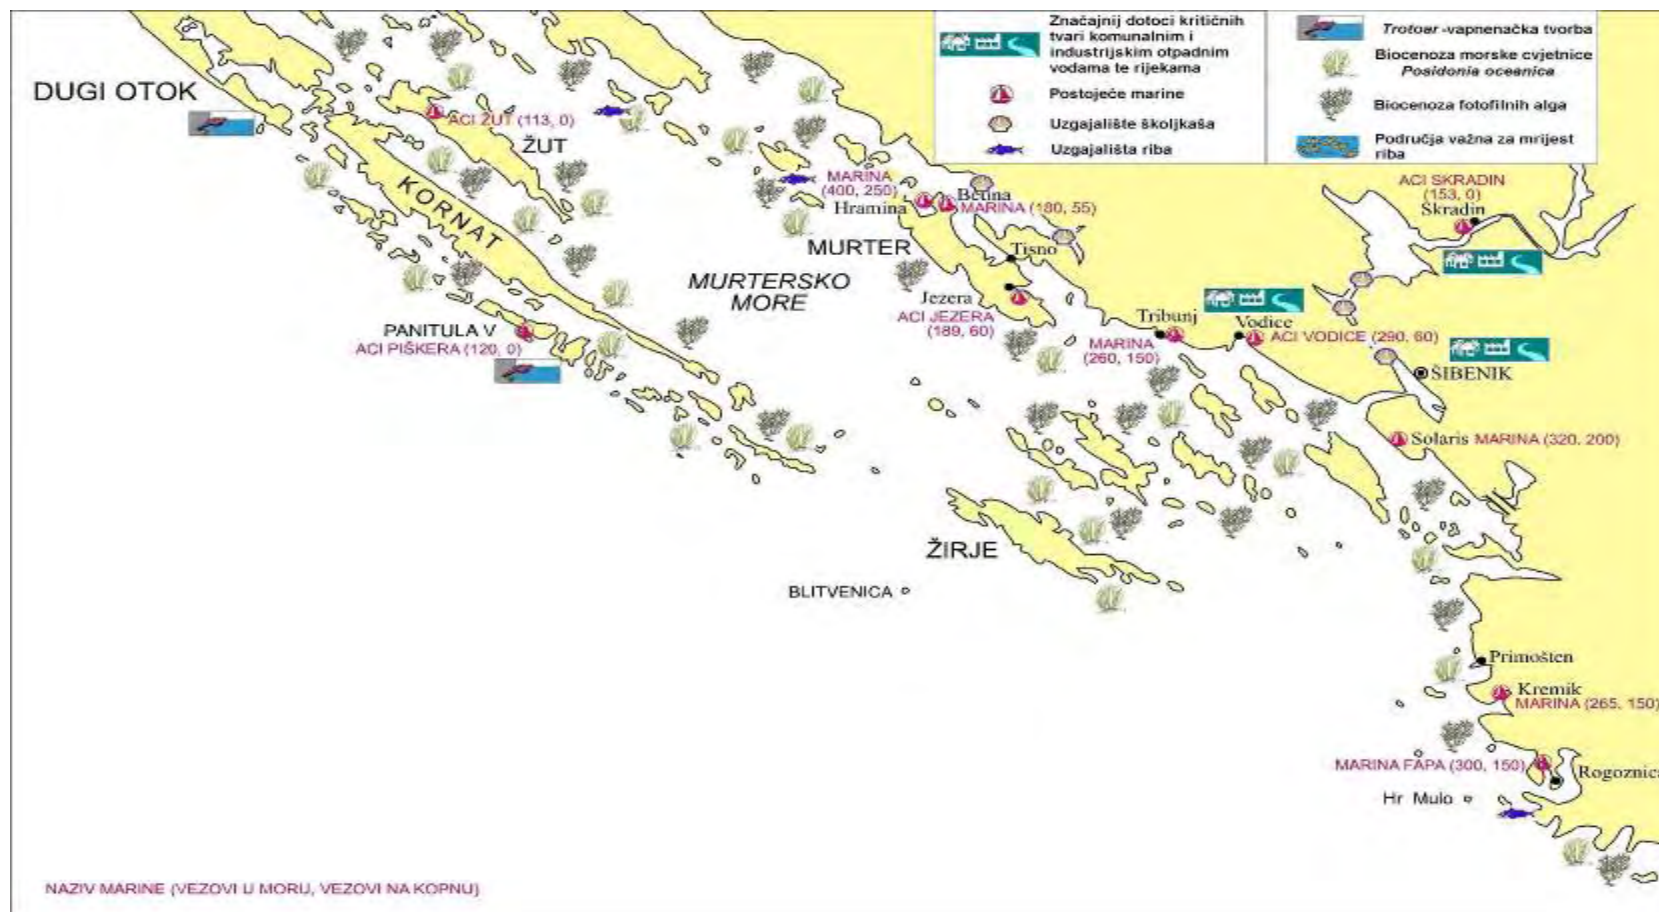 Značajnij dotoci kritičnih
tvari komunalnim i
industrijskim otpadnim
vodama te rijekama
Postojeće marine
Uzgajalište školjkaša
Uzgajališta riba
Trotoar -vapnenačka tvorba
Biocenoza morske cvjetnice
Posidonia oceanica
Biocenoza fotofilnih alga
Područja važna za mrijest
riba
DUGI OTOK
ACI ŽUT (113, 0)
ŽUT
KORNAT
MARINA
(400, 250)
Hramina
Betina
MARINA (180, 55)
ACI SKRADIN
(153, 0)
Skradin
MURTER
Tisno
MURTERSKO
MORE
Jezera
ACI JEZERA
(189, 60)
PANITULA V
ACI PIŠKERA (120, 0)
Tribunj
MARINA
(260, 150)
Vodice
ACI VODICE (290, 60)
ŠIBENIK
Solaris MARINA (320, 200)
ŽIRJE
BLITVENICA
Primošten
Kremik
MARINA (265, 150)
MARINA FAPA (300, 150)
Rogoznica
Hr Mulo
NAZIV MARINE (VEZOVI U MORU, VEZOVI NA KOPNU)